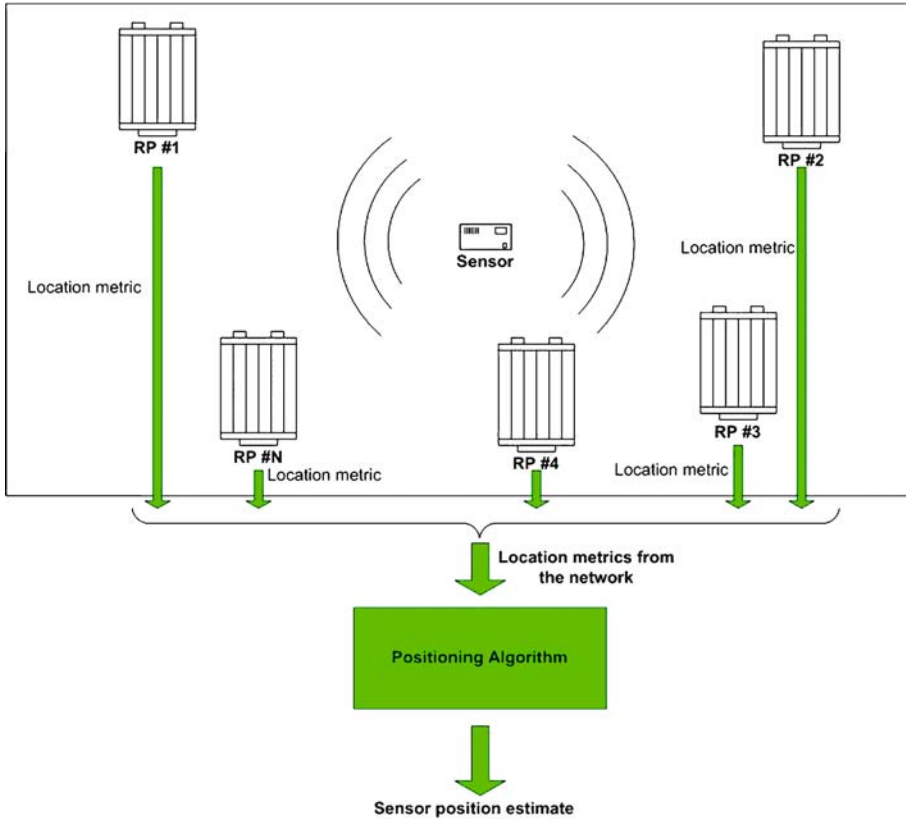 RP #1
RP #2
Sensor
Location metric
Location metric
RP #3
RP #N
RP #4
Location metric
Location metric
Location metrics from
the network
Positioning Algorithm
Sensor position estimate